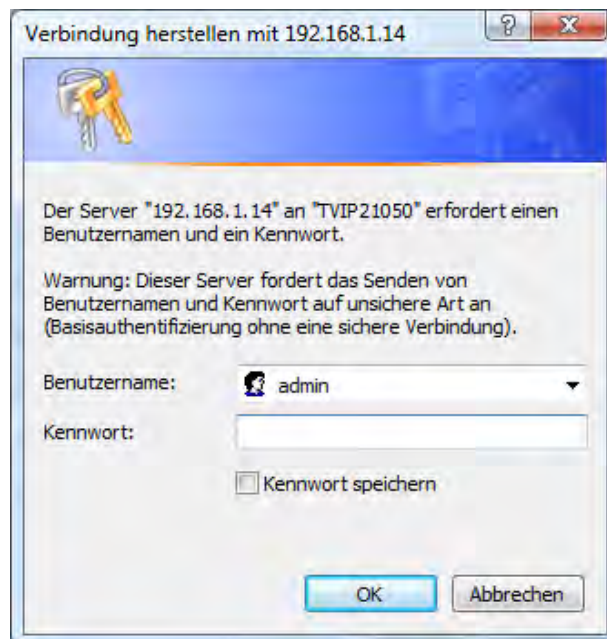 Verbindung herstellen mit 192.168.1.14
Der Server "192.168.1.14" an "TVIP21050" erfordert einen
Benutzernamen und ein Kennwort.
Warnung: Dieser Server fordert das Senden von
Benutzernamen und Kennwort auf unsichere Art an
(Basisauthentifizierung ohne eine sichere Verbindung).
Benutzername:
admin
Kennwort:
Kennwort speichern
OK
Abbrechen